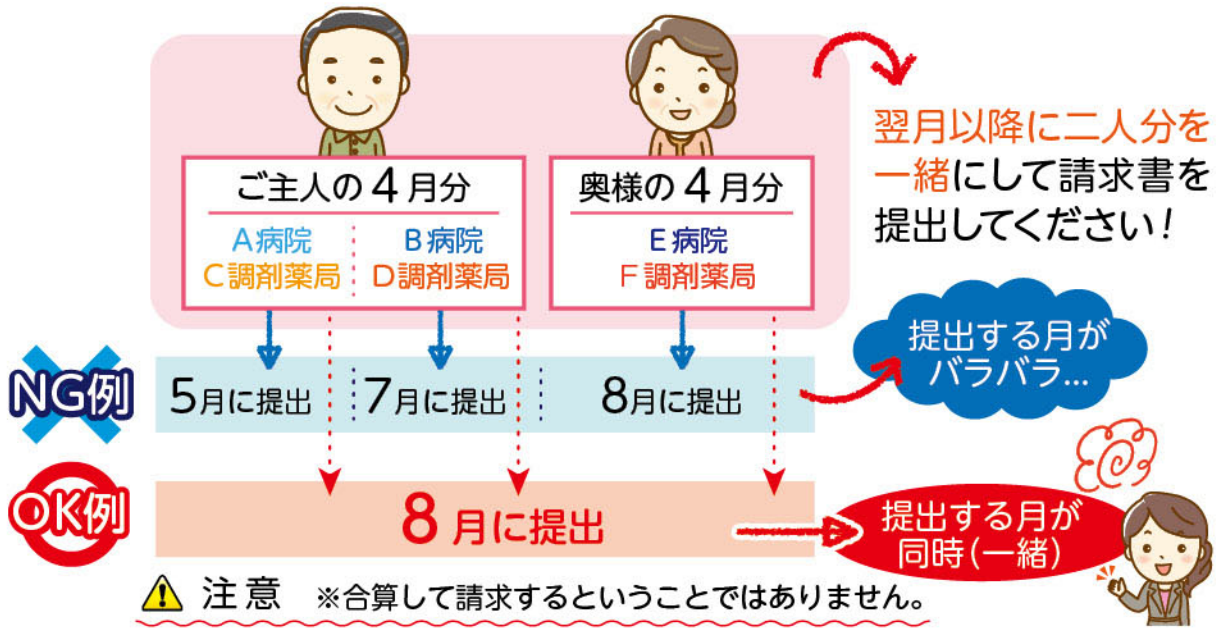 翌月以降に二人分を
一緒にして請求書を
提出してください!
ご主人の4月分
A病院
C調剤薬局
B病院
D調剤薬局
奥様の4月分
E病院
F調剤薬局
NG例
5月に提出
7月に提出
8月に提出
提出する月が
バラバラ...
OK例
8月に提出
提出する月が
同時(一緒)
注意 ※合算して請求するということではありません。